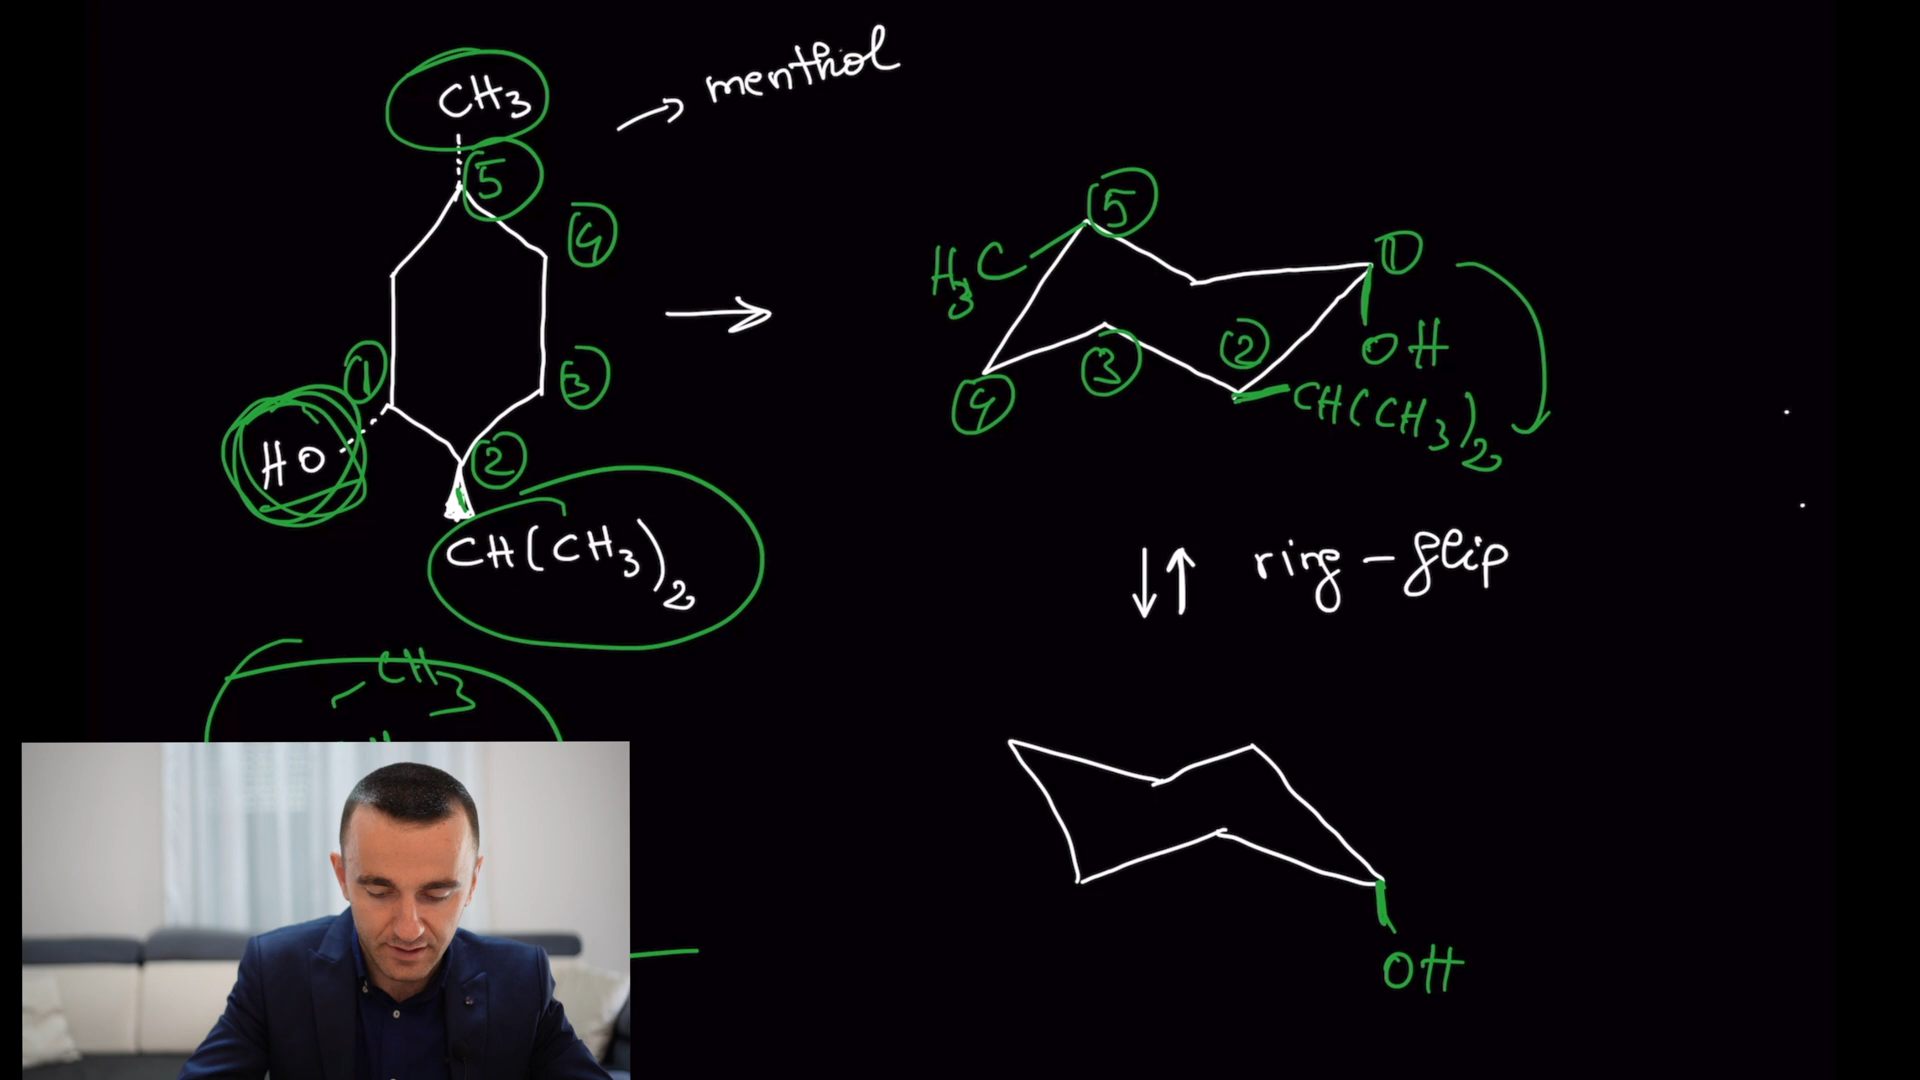 CH3
→ menthol
5
4
1
3
HO
2
CH(CH3)2
CH3
5
1
H3C
2
OH
3
4
CH(CH3)2
ring-flip
OH